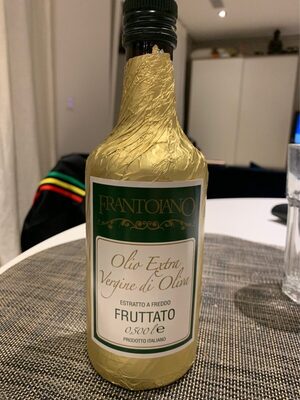 FRANTOIANO
Olio Extra
Vergine di Oliva
ESTRATTO A FREDDO
FRUTTATO
0,500 l e
PRODOTTO ITALIANO